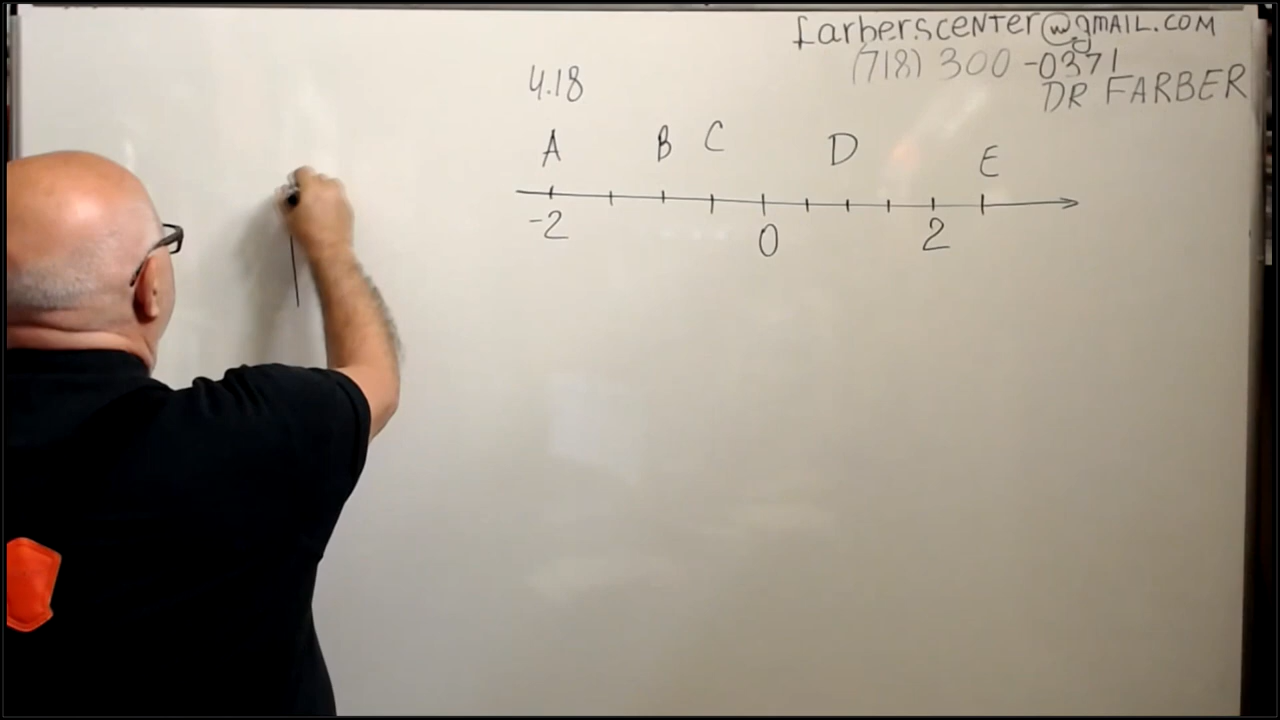 farberscenter@gmail.com
(718) 300-0371
DR FARBER
4.18
A B C D E
-2 0 2